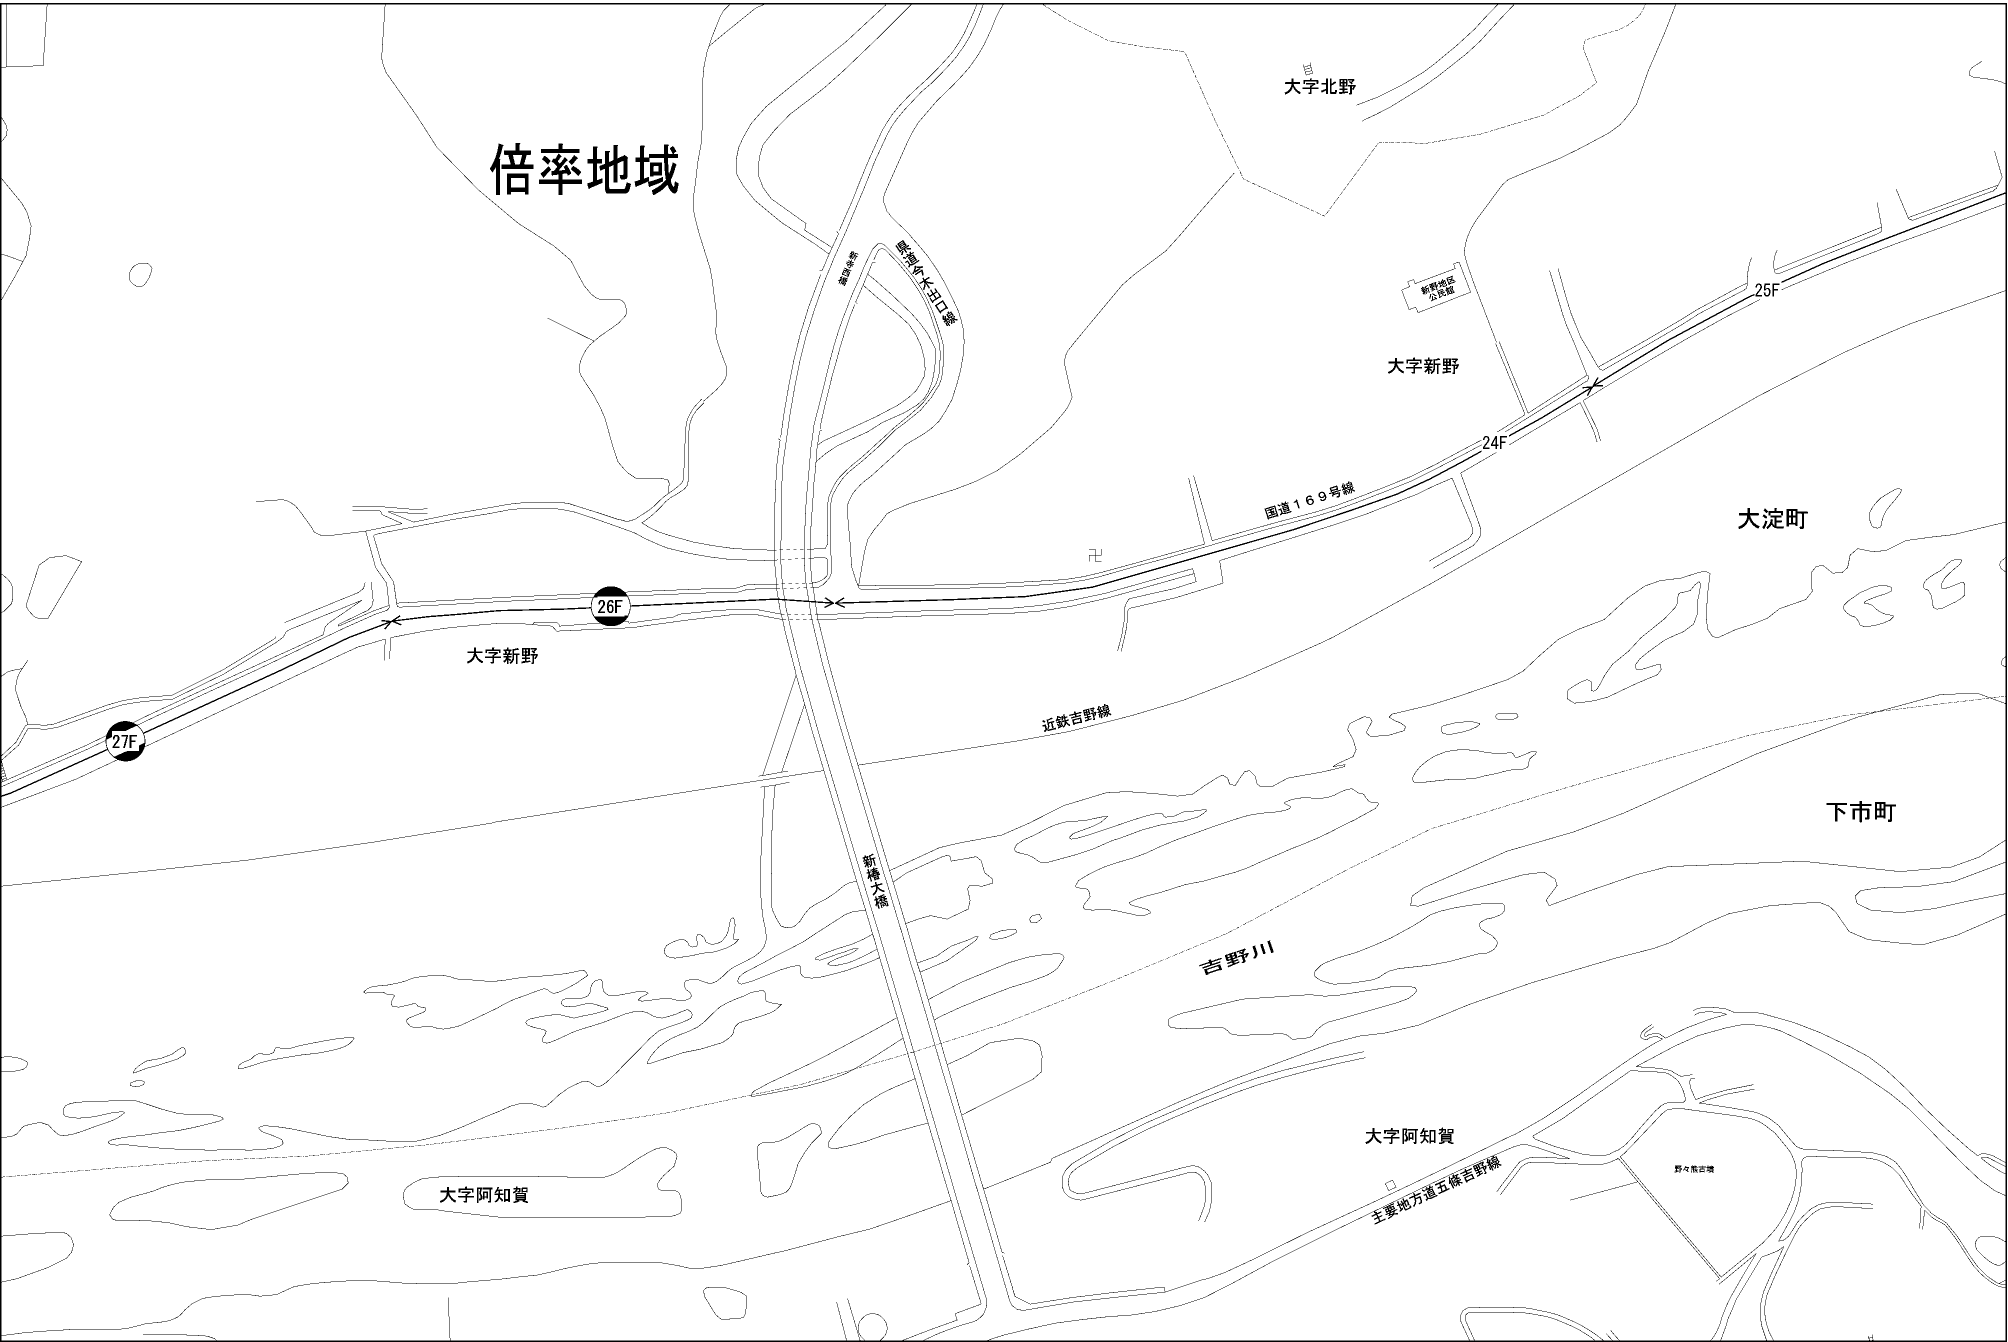 大字北野
倍率地域
県道今木出口線
新野地区
公民館
25F
大字新野
24F
国道１６９号線
大淀町
卍
26F
大字新野
近鉄吉野線
27F
下市町
新椿大橋
吉野川
大字阿知賀
野々熊古墳
大字阿知賀
主要地方道五條吉野線